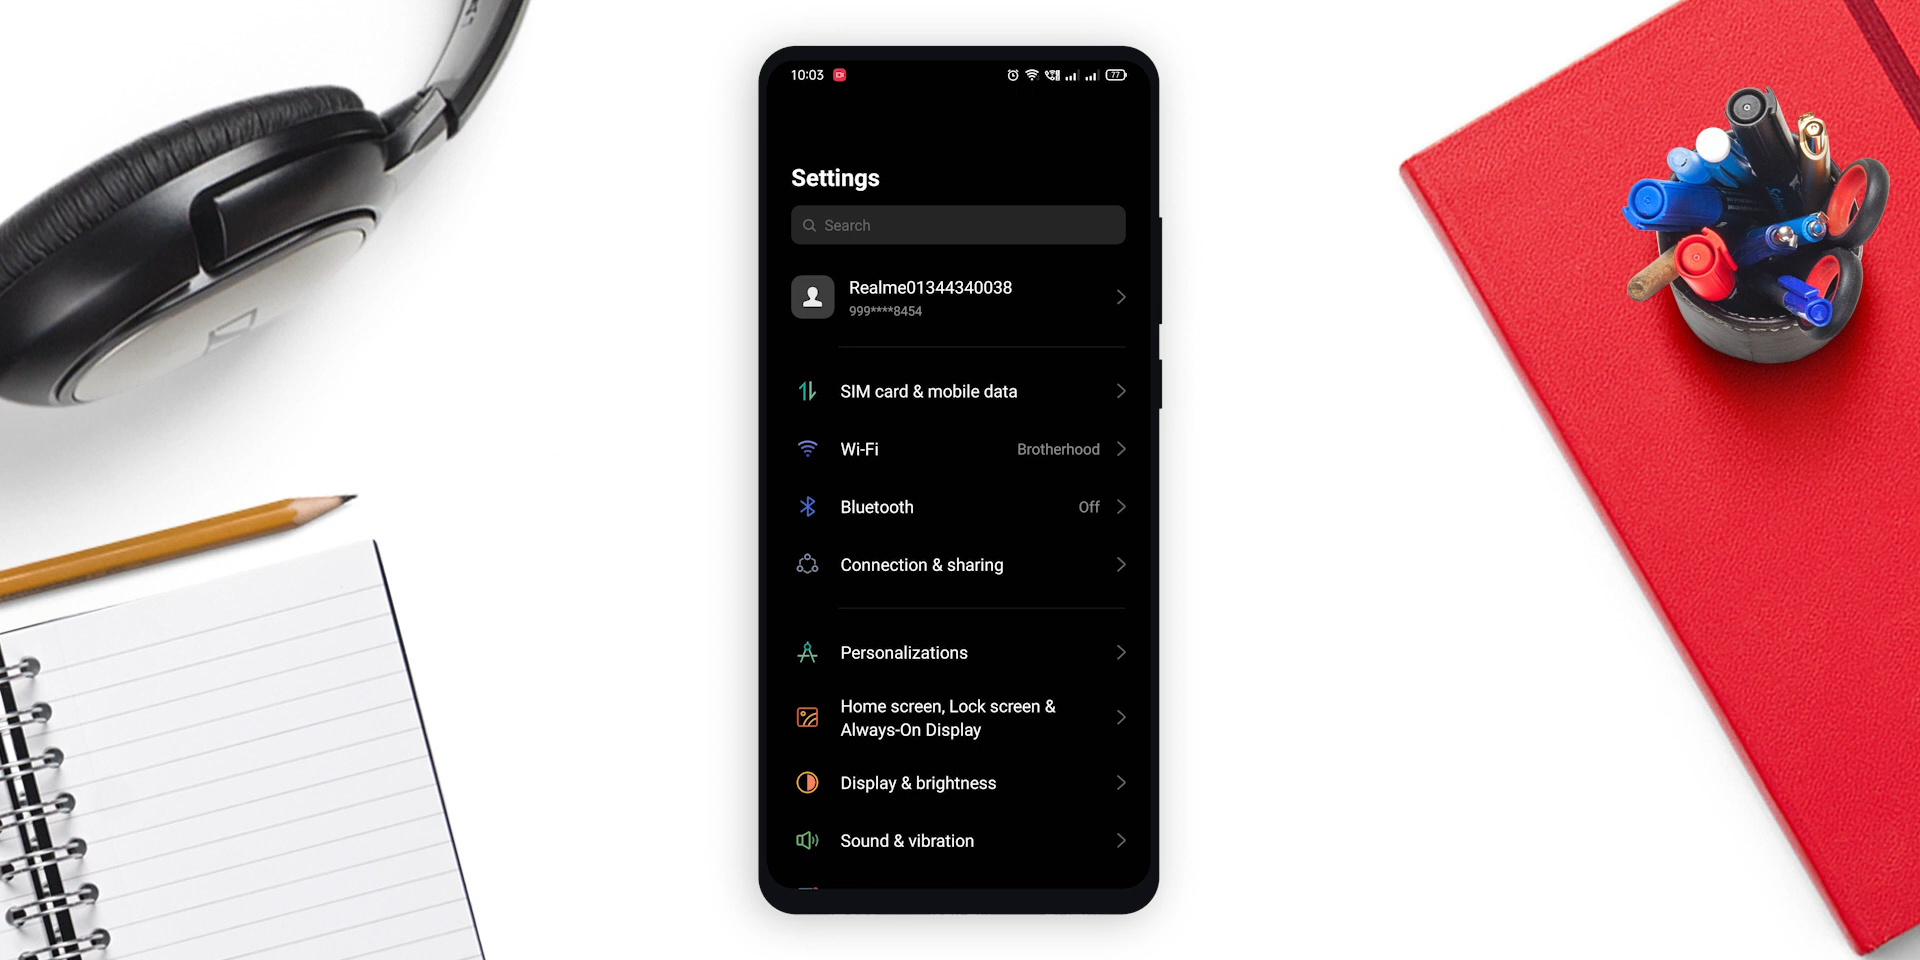 10:03
77
Settings
Search
Realme01344340038
999****8454
SIM card & mobile data
Wi-Fi Brotherhood
Bluetooth Off
Connection & sharing
Personalizations
Home screen, Lock screen &
Always-On Display
Display & brightness
Sound & vibration